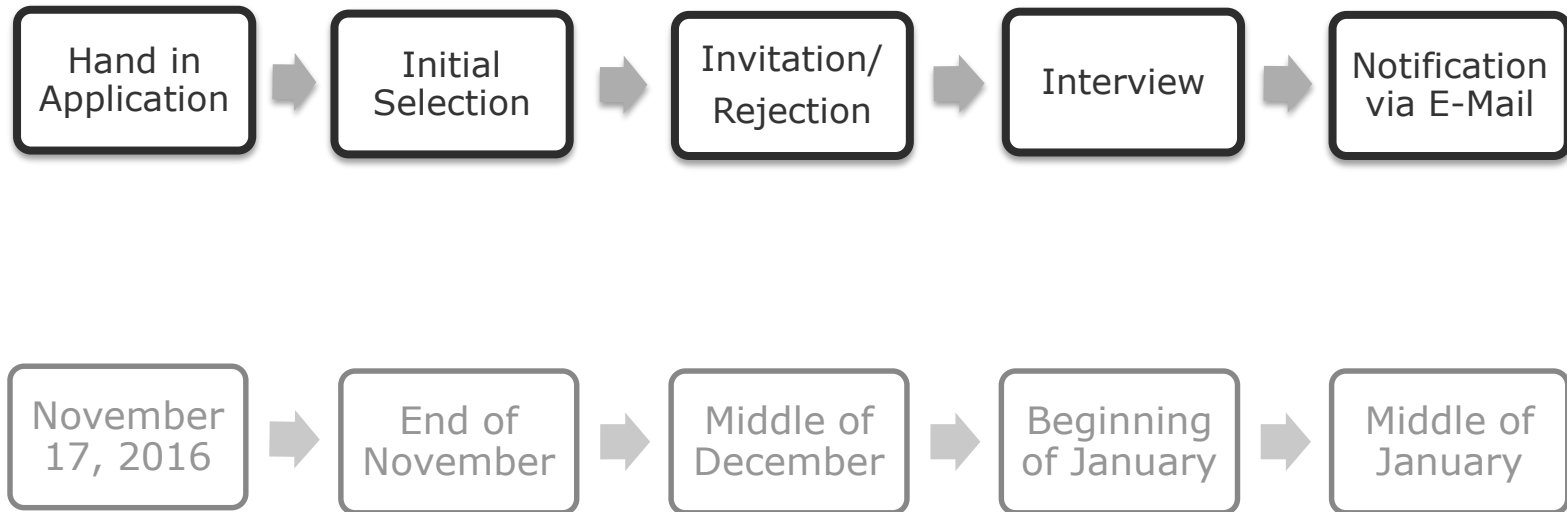 Hand in
Application
Initial
Selection
Invitation/
Rejection
Interview
Notification
via E-Mail
November
17, 2016
End of
November
Middle of
December
Beginning
of January
Middle of
January